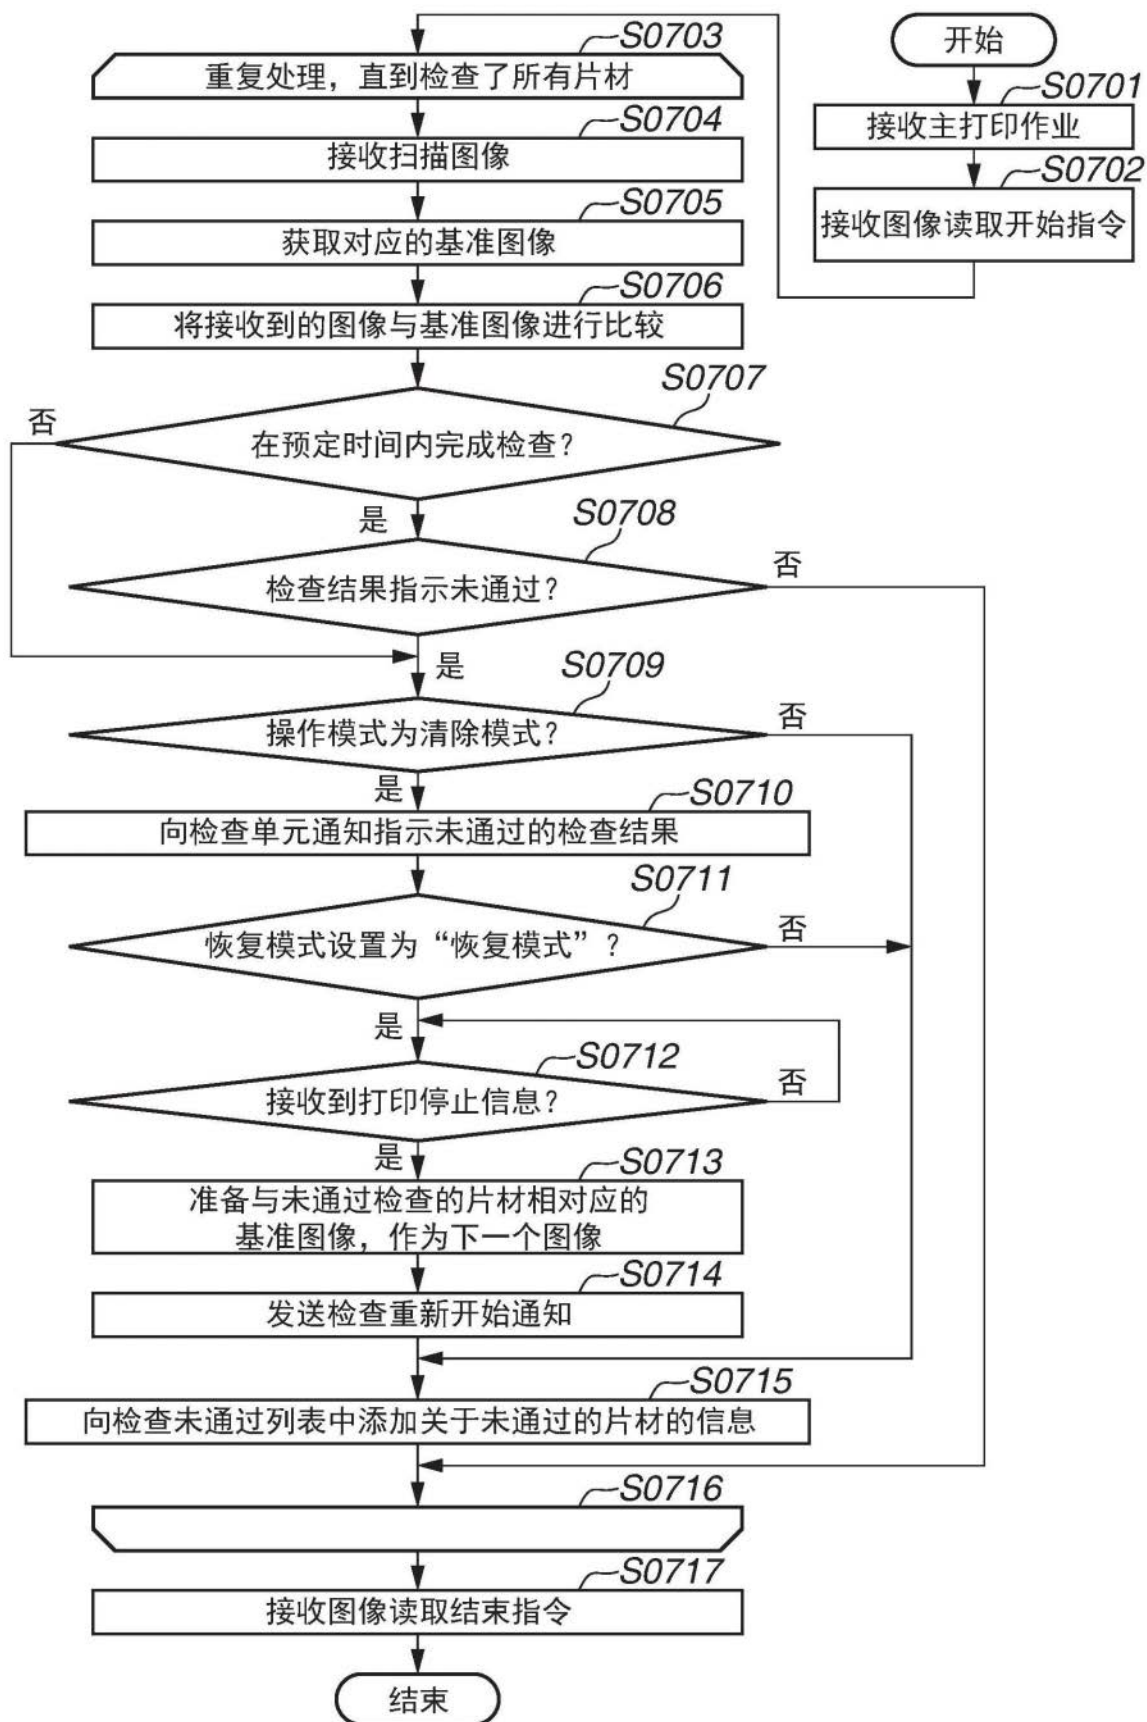 开始
S0701
接收主打印作业
S0702
接收图像读取开始指令
S0703
重复处理，直到检查了所有片材
S0704
接收扫描图像
S0705
获取对应的基准图像
S0706
将接收到的图像与基准图像进行比较
S0707
在预定时间内完成检查？
否
是
S0708
检查结果指示未通过？
否
是
S0709
操作模式为清除模式？
否
是
S0710
向检查单元通知指示未通过的检查结果
S0711
恢复模式设置为“恢复模式”？
否
是
S0712
接收到打印停止信息？
否
是
S0713
准备与未通过检查的片材相对应的
基准图像，作为下一个图像
S0714
发送检查重新开始通知
S0715
向检查未通过列表中添加关于未通过的片材的信息
S0716
S0717
接收图像读取结束指令
结束